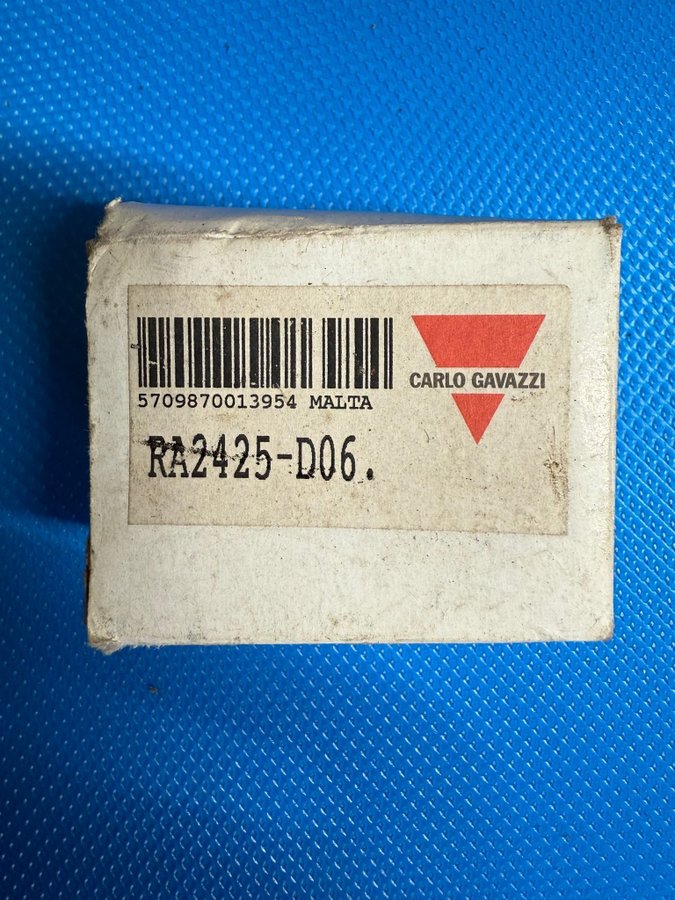 5709870013954 MALTA
CARLO GAVAZZI
RA2425-D06.